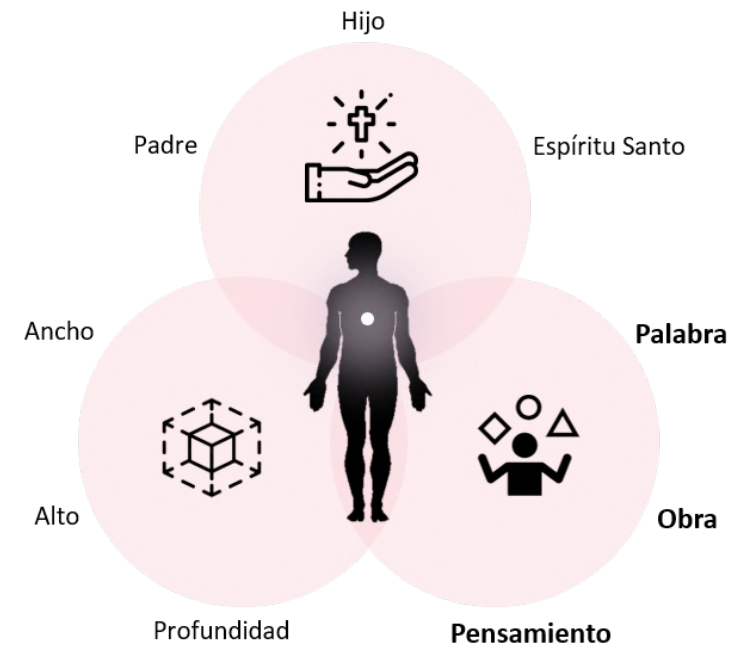 Hijo
Padre
Espíritu Santo
Ancho
Palabra
Alto
Obra
Profundidad
Pensamiento